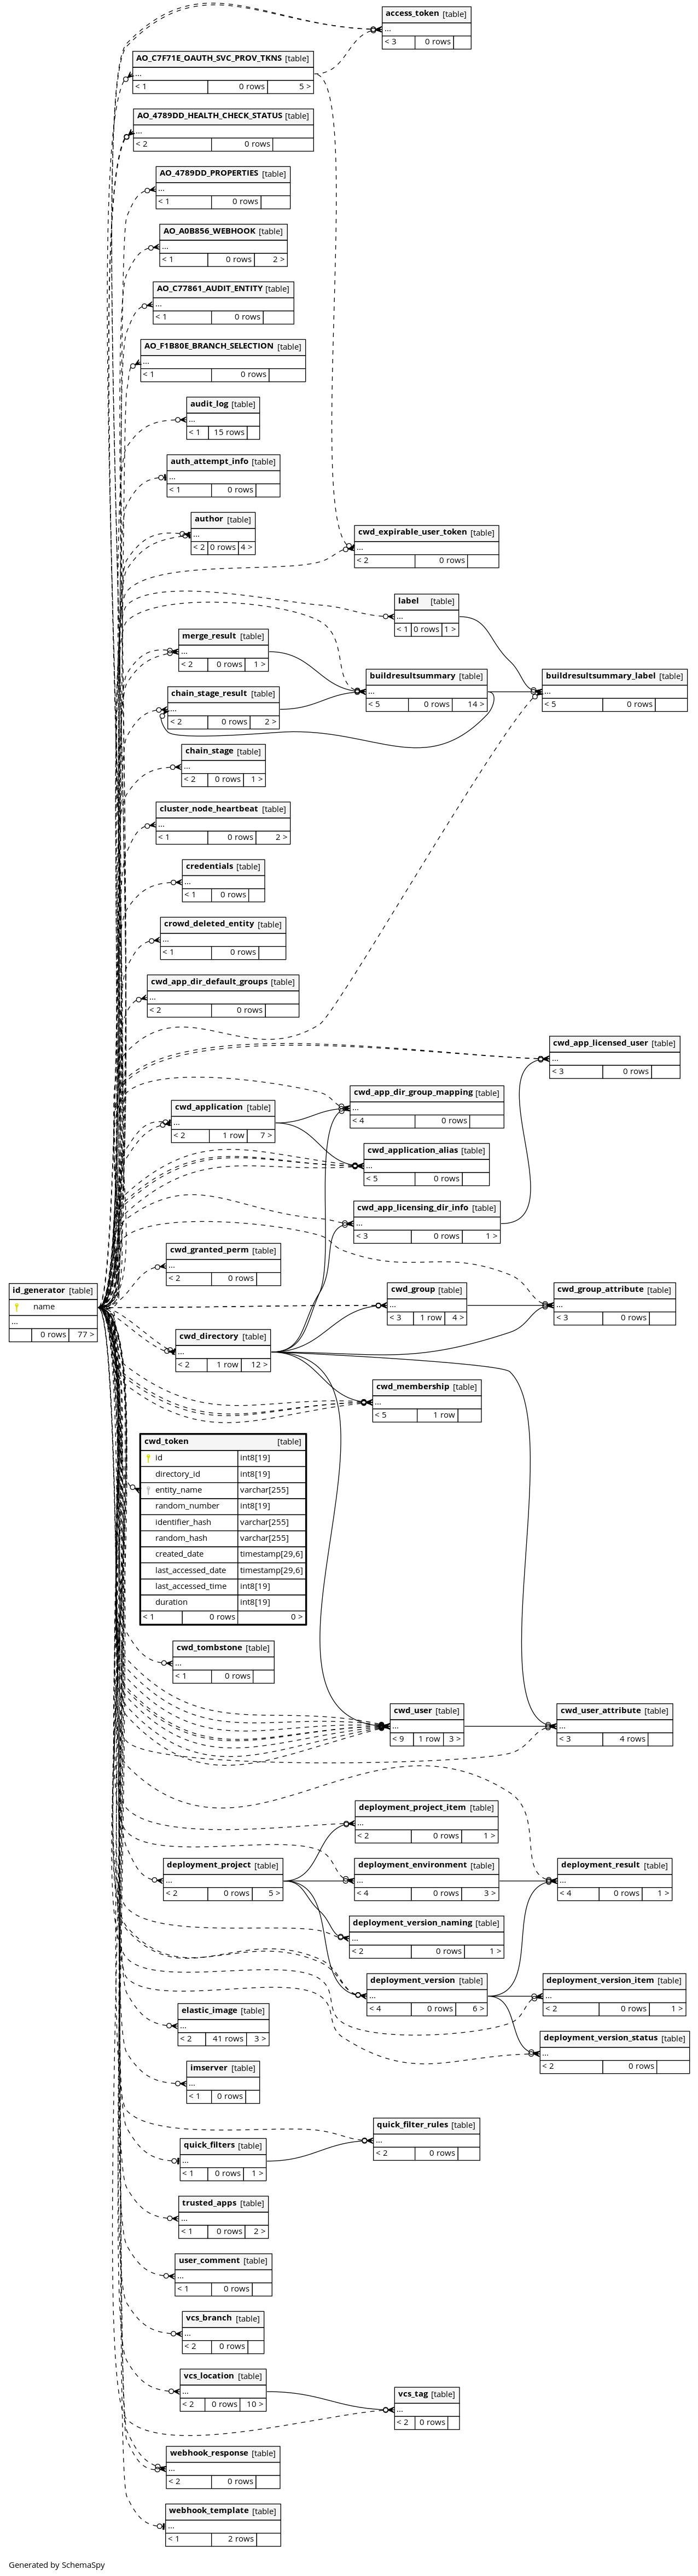 access_token [table]
...
< 3 0 rows
AO_C7F71E_OAUTH_SVC_PROV_TKNS [table]
...
< 1 0 rows 5 >
AO_4789DD_HEALTH_CHECK_STATUS [table]
...
< 2 0 rows
AO_4789DD_PROPERTIES [table]
...
< 1 0 rows
AO_A0B856_WEBHOOK [table]
...
< 1 0 rows 2 >
AO_C77861_AUDIT_ENTITY [table]
...
< 1 0 rows
AO_F1B80E_BRANCH_SELECTION [table]
...
< 1 0 rows
audit_log [table]
...
< 1 15 rows
auth_attempt_info [table]
...
< 1 0 rows
author [table]
...
< 2 0 rows 4 >
cwd_expirable_user_token [table]
...
< 2 0 rows
label [table]
...
< 1 0 rows 1 >
merge_result [table]
...
< 2 0 rows 1 >
buildresultsummary [table]
...
< 5 0 rows 14 >
buildresultsummary_label [table]
...
< 5 0 rows
chain_stage_result [table]
...
< 2 0 rows 2 >
chain_stage [table]
...
< 2 0 rows 1 >
cluster_node_heartbeat [table]
...
< 1 0 rows 2 >
credentials [table]
...
< 1 0 rows
crowd_deleted_entity [table]
...
< 1 0 rows
cwd_app_dir_default_groups [table]
...
< 2 0 rows
cwd_app_licensed_user [table]
...
< 3 0 rows
cwd_app_dir_group_mapping [table]
...
< 4 0 rows
cwd_application [table]
...
< 2 1 row 7 >
cwd_application_alias [table]
...
< 5 0 rows
cwd_app_licensing_dir_info [table]
...
< 3 0 rows 1 >
cwd_granted_perm [table]
...
< 2 0 rows
id_generator [table]
name
...
0 rows 77 >
cwd_group [table]
...
< 3 1 row 4 >
cwd_group_attribute [table]
...
< 3 0 rows
cwd_directory [table]
...
< 2 1 row 12 >
cwd_membership [table]
...
< 5 1 row
cwd_token [table]
id int8[19]
directory_id int8[19]
entity_name varchar[255]
random_number int8[19]
identifier_hash varchar[255]
random_hash varchar[255]
created_date timestamp[29,6]
last_accessed_date timestamp[29,6]
last_accessed_time int8[19]
duration int8[19]
< 1 0 rows 0 >
cwd_tombstone [table]
...
< 1 0 rows
cwd_user [table]
...
< 9 1 row 3 >
cwd_user_attribute [table]
...
< 3 4 rows
deployment_project_item [table]
...
< 2 0 rows 1 >
deployment_project [table]
...
< 2 0 rows 5 >
deployment_environment [table]
...
< 4 0 rows 3 >
deployment_result [table]
...
< 4 0 rows 1 >
deployment_version_naming [table]
...
< 2 0 rows 1 >
deployment_version [table]
...
< 4 0 rows 6 >
deployment_version_item [table]
...
< 2 0 rows 1 >
elastic_image [table]
...
< 2 41 rows 3 >
deployment_version_status [table]
...
< 2 0 rows
imserver [table]
...
< 1 0 rows
quick_filter_rules [table]
...
< 2 0 rows
quick_filters [table]
...
< 1 0 rows 1 >
trusted_apps [table]
...
< 1 0 rows 2 >
user_comment [table]
...
< 1 0 rows
vcs_branch [table]
...
< 2 0 rows
vcs_location [table]
...
< 2 0 rows 10 >
vcs_tag [table]
...
< 2 0 rows
webhook_response [table]
...
< 2 0 rows
webhook_template [table]
...
< 1 2 rows
Generated by SchemaSpy